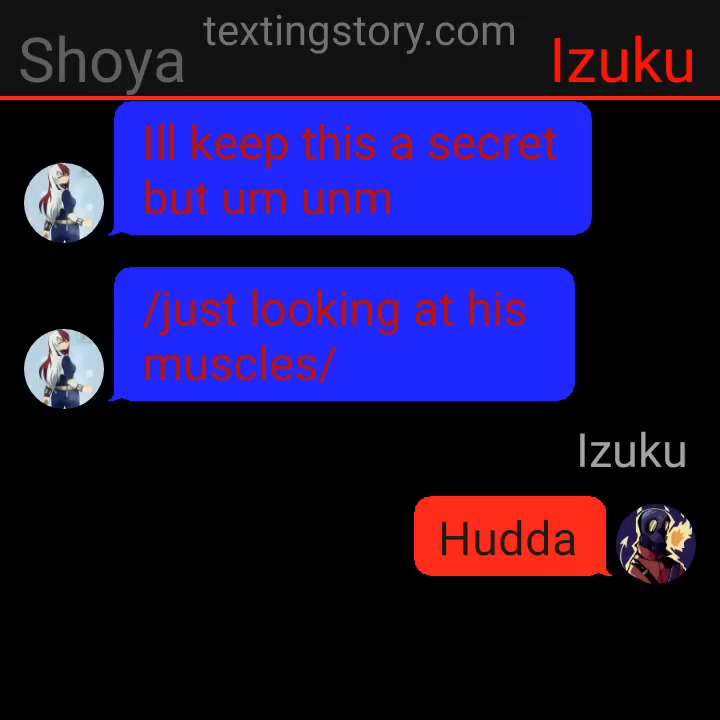 textingstory.com
Shoya Izuku
Ill keep this a secret
but um unm
/just looking at his
muscles/
Izuku
Hudda